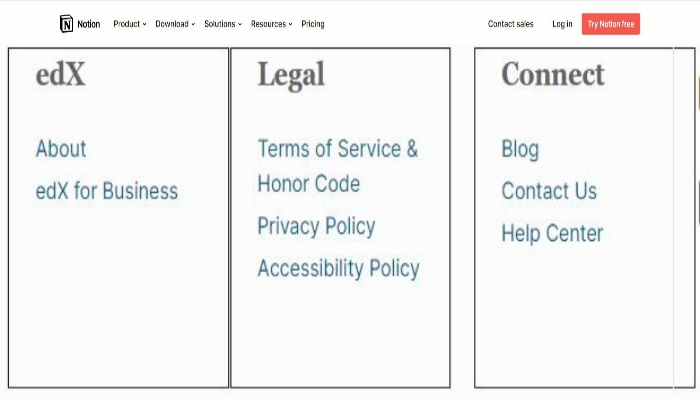 Notion Product Download Solutions Resources Pricing Contact sales Log in Try Notion free
edX
About
edX for Business
Legal
Terms of Service &
Honor Code
Privacy Policy
Accessibility Policy
Connect
Blog
Contact Us
Help Center